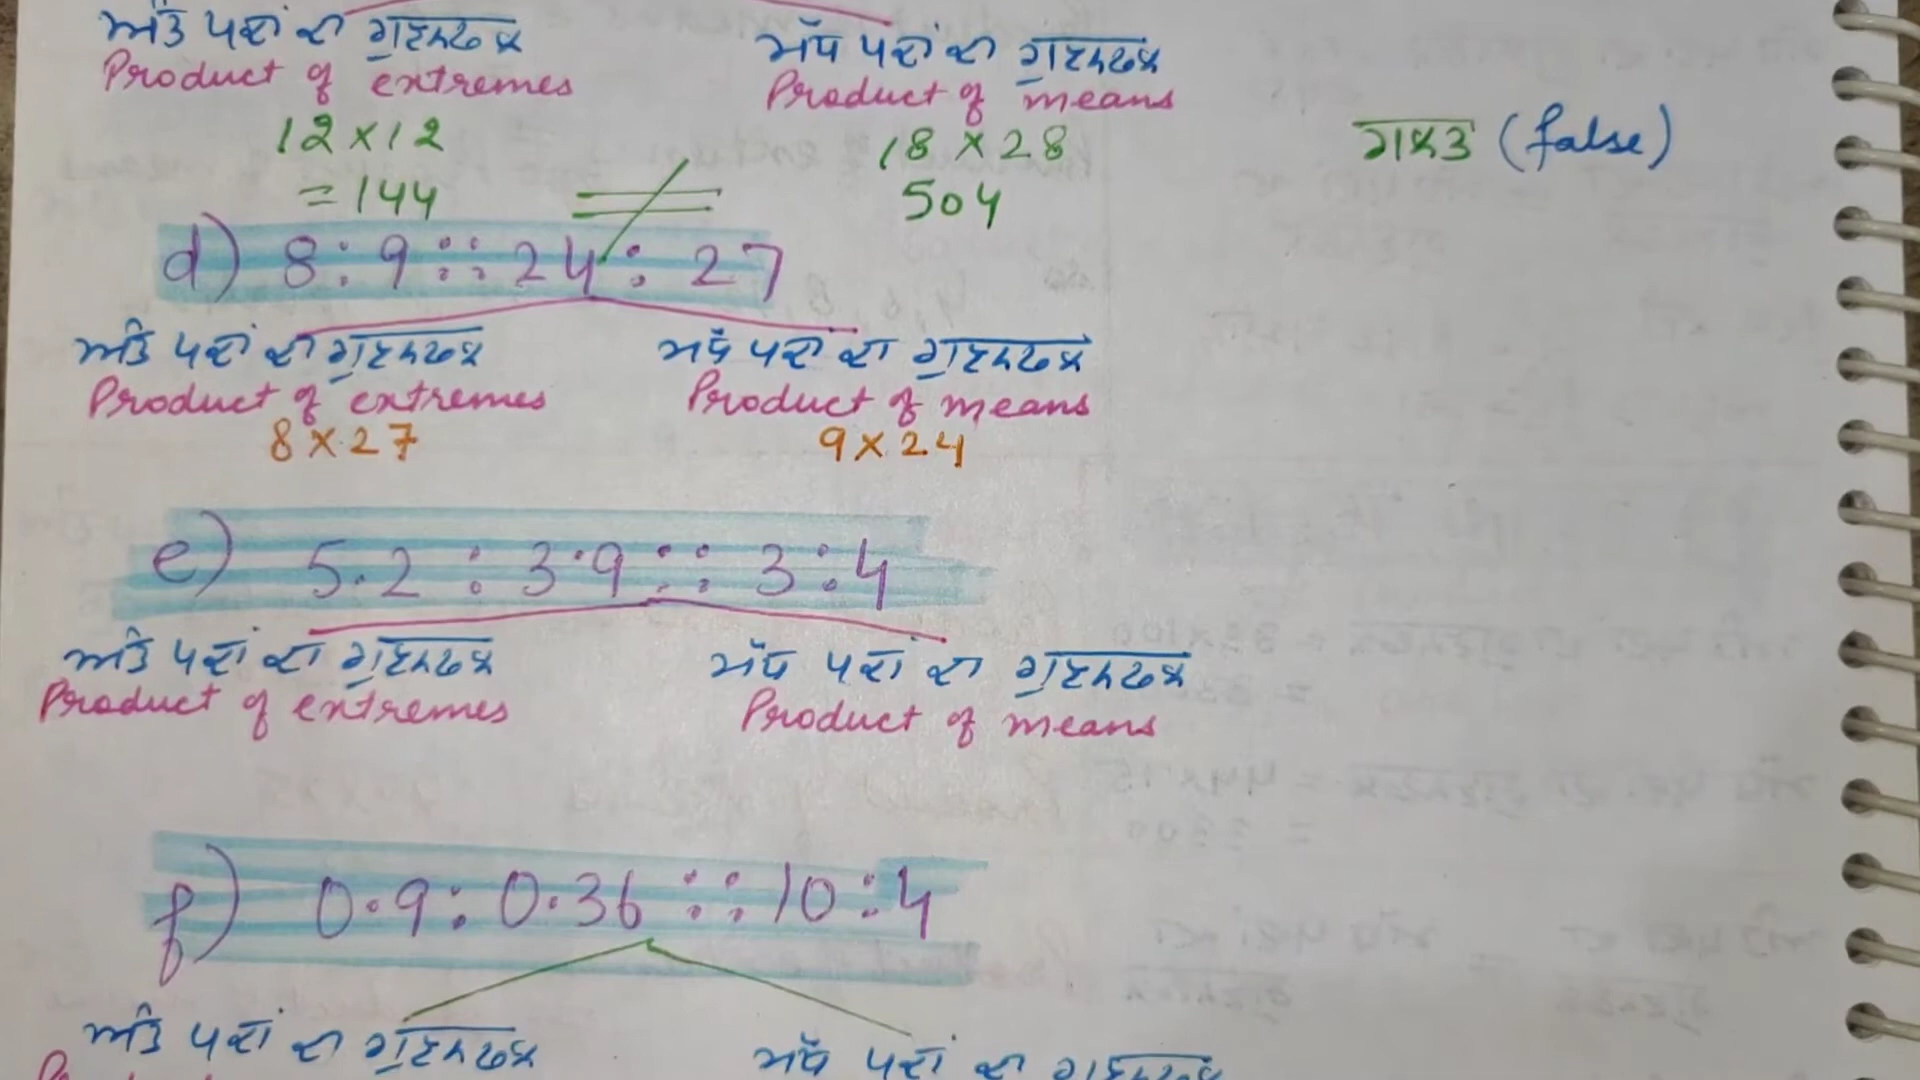 ਅੰਤ ਪਦਾਂ ਦਾ ਗੁਣਨਫਲ
ਮੱਧ ਪਦਾਂ ਦਾ ਗੁਣਨਫਲ
Product of extremes
Product of means
12 × 12
18 × 28
ਗਲਤ (false)
= 144
504
d) 8 : 9 :: 24 : 27
ਅੰਤ ਪਦਾਂ ਦਾ ਗੁਣਨਫਲ
ਮੱਧ ਪਦਾਂ ਦਾ ਗੁਣਨਫਲ
Product of extremes
Product of means
8 × 27
9 × 24
e) 5.2 : 3.9 :: 3 : 4
ਅੰਤ ਪਦਾਂ ਦਾ ਗੁਣਨਫਲ
ਮੱਧ ਪਦਾਂ ਦਾ ਗੁਣਨਫਲ
Product of extremes
Product of means
f) 0.9 : 0.36 :: 10 : 4
ਅੰਤ ਪਦਾਂ ਦਾ ਗੁਣਨਫਲ
ਮੱਧ ਪਦਾਂ ਦਾ ਗੁਣਨਫਲ